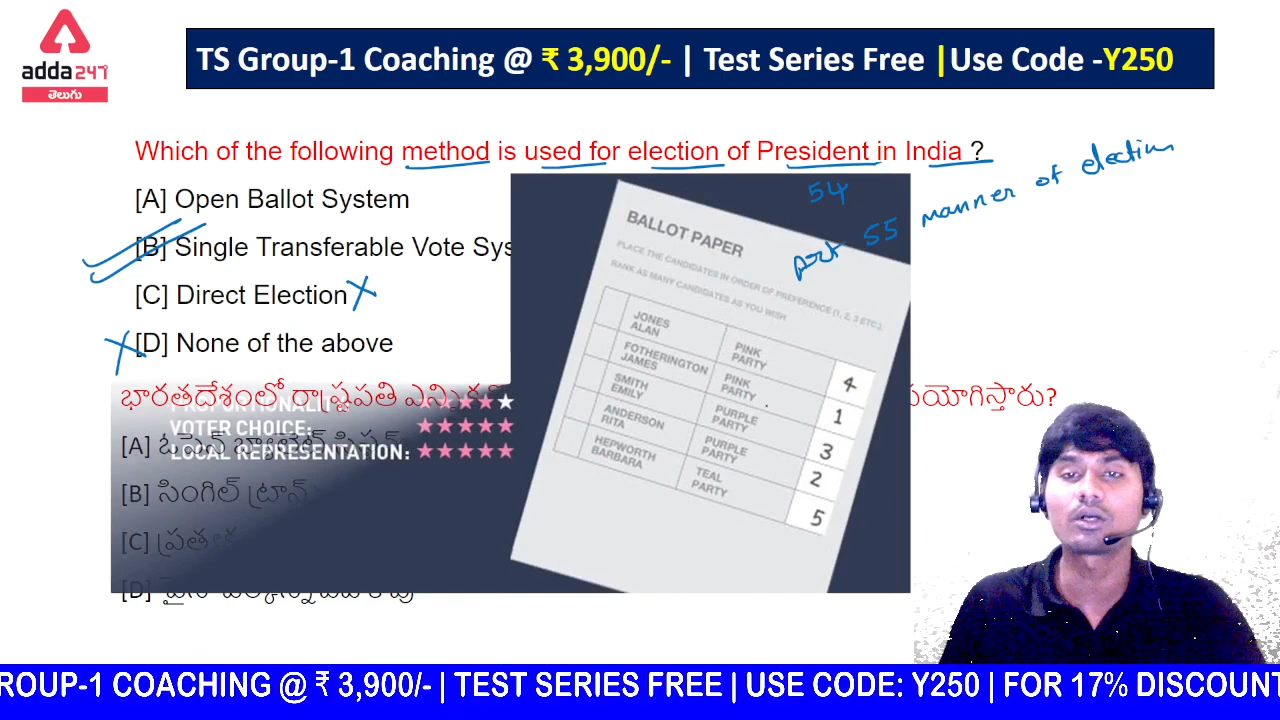 adda247
తెలుగు
TS Group-1 Coaching @ ₹ 3,900/- | Test Series Free |Use Code -Y250
Which of the following method is used for election of President in India ?
[A] Open Ballot System
[B] Single Transferable Vote Sys
[C] Direct Election
[D] None of the above
54
part 55 manner of election
BALLOT PAPER
PLACE THE CANDIDATES IN ORDER OF PREFERENCE (1, 2, 3 ETC.).
RANK AS MANY CANDIDATES AS YOU WISH
JONES ALAN PINK PARTY 4
FOTHERINGTON JAMES PINK PARTY 1
SMITH EMILY PURPLE PARTY 3
ANDERSON RITA PURPLE PARTY 2
HEPWORTH BARBARA TEAL PARTY 5
భారతదేశంలో రాష్ట్రపతి
PROPORTIONALITY:
[A] ఓపెన్ బ్యాలెట్
VOTER CHOICE:
LOCAL REPRESENTATION:
[B] సింగిల్
[C]
[D]
ROUP-1 COACHING @ ₹ 3,900/- | TEST SERIES FREE | USE CODE: Y250 | FOR 17% DISCOUNT